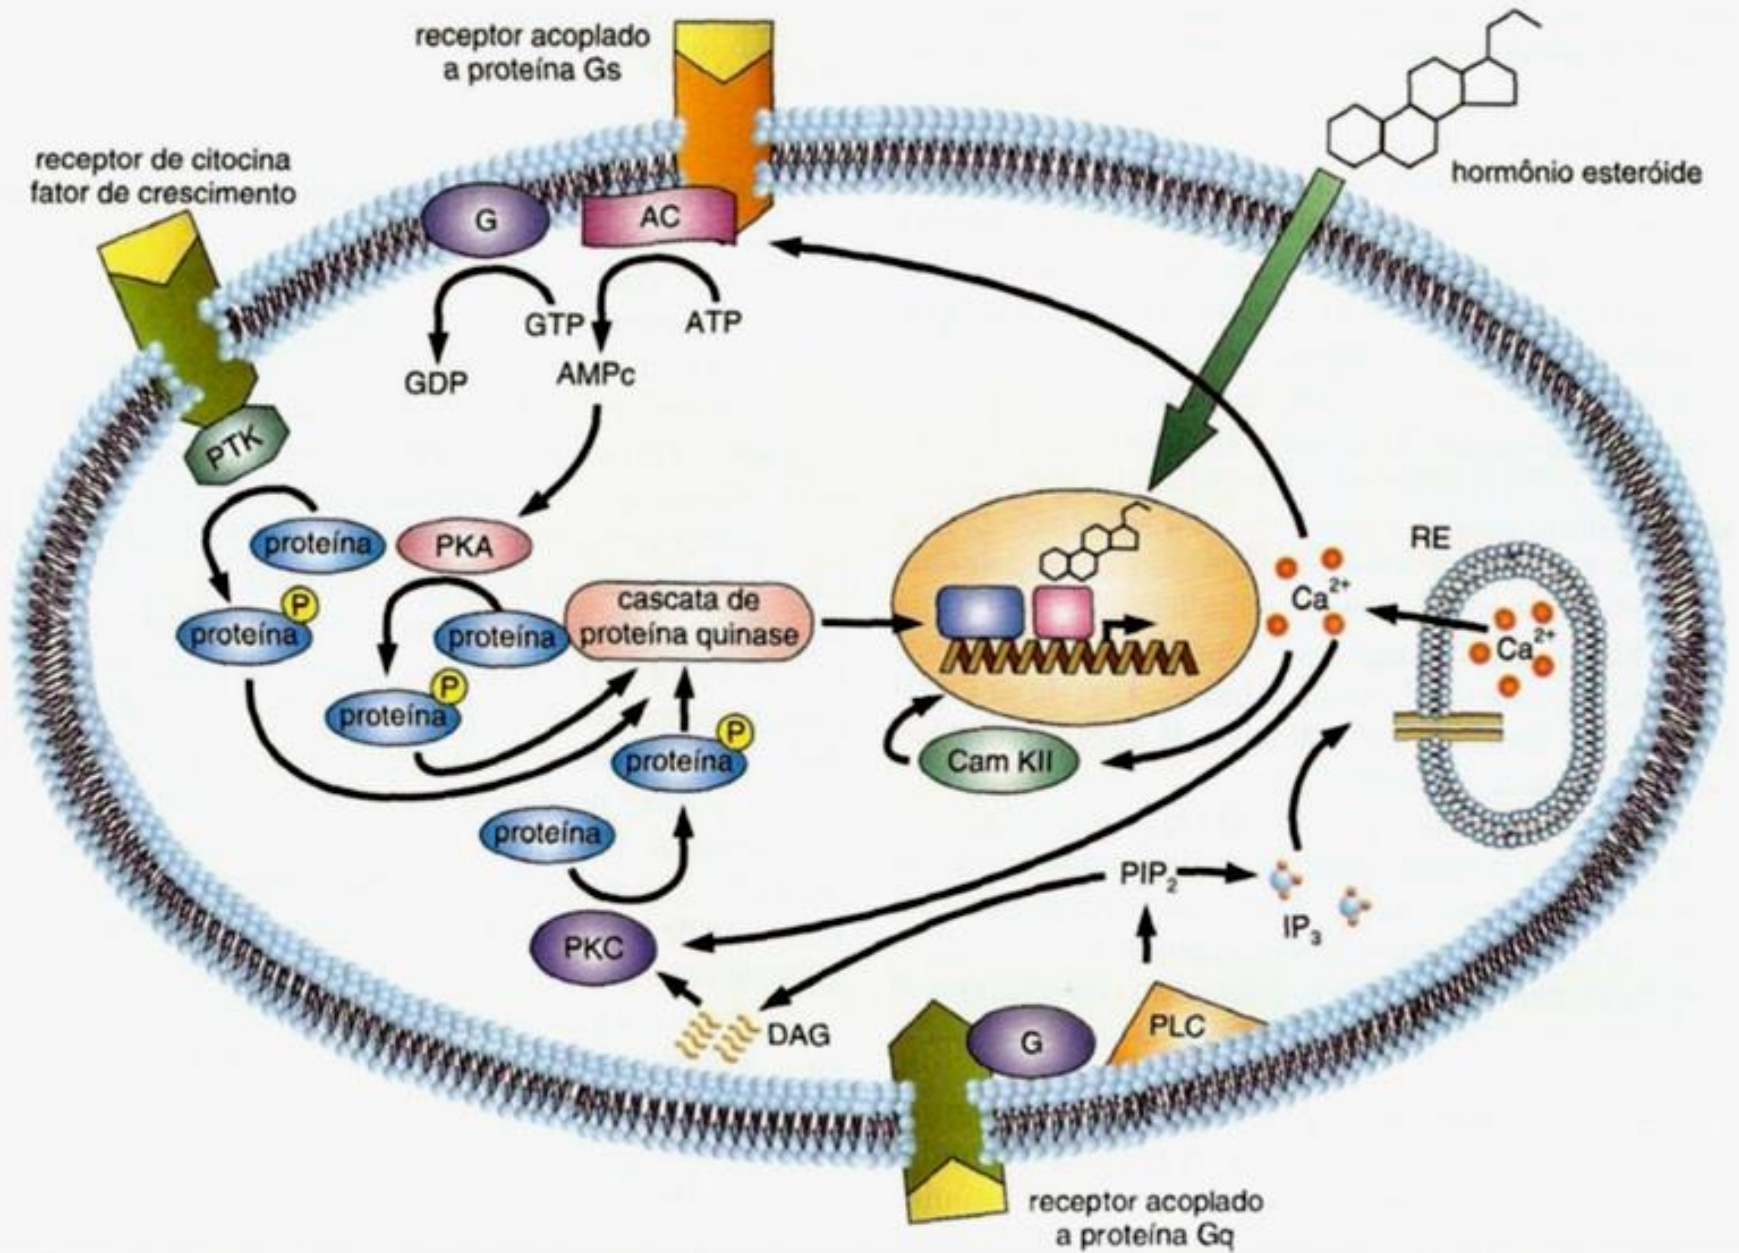 receptor acoplado
a proteína Gs
hormônio esteróide
receptor de citocina
fator de crescimento
G
AC
GTP
ATP
GDP
AMPc
PTK
proteína
PKA
RE
P
proteína
proteína
cascata de
proteína quinase
Ca²⁺
Ca²⁺
P
proteína
P
proteína
Cam KII
proteína
PIP₂
IP₃
PKC
DAG
G
PLC
receptor acoplado
a proteína Gq